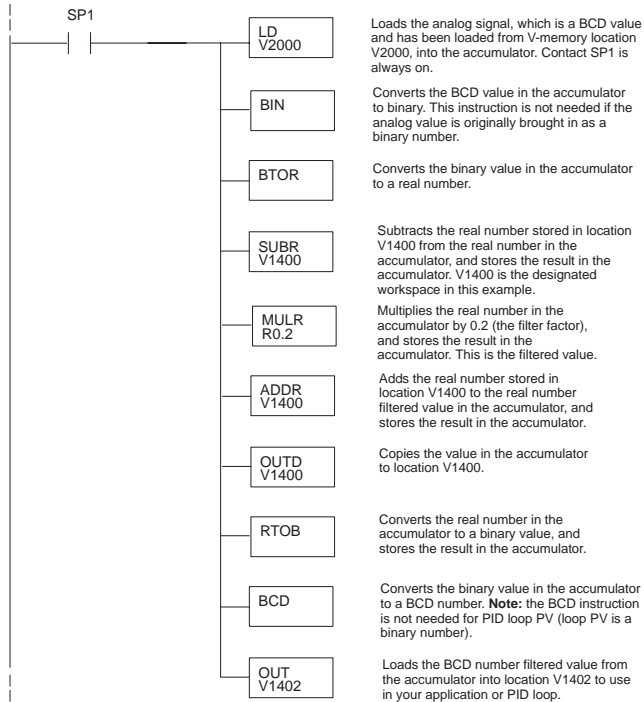 SP1
LD
V2000
Loads the analog signal, which is a BCD value
and has been loaded from V-memory location
V2000, into the accumulator. Contact SP1 is
always on.
BIN
Converts the BCD value in the accumulator
to binary. This instruction is not needed if the
analog value is originally brought in as a
binary number.
BTOR
Converts the binary value in the accumulator
to a real number.
SUBR
V1400
Subtracts the real number stored in location
V1400 from the real number in the
accumulator, and stores the result in the
accumulator. V1400 is the designated
workspace in this example.
MULR
R0.2
Multiplies the real number in the
accumulator by 0.2 (the filter factor),
and stores the result in the
accumulator. This is the filtered value.
ADDR
V1400
Adds the real number stored in
location V1400 to the real number
filtered value in the accumulator, and
stores the result in the accumulator.
OUTD
V1400
Copies the value in the accumulator
to location V1400.
RTOB
Converts the real number in the
accumulator to a binary value, and
stores the result in the accumulator.
BCD
Converts the binary value in the accumulator
to a BCD number. Note: the BCD instruction
is not needed for PID loop PV (loop PV is a
binary number).
OUT
V1402
Loads the BCD number filtered value from
the accumulator into location V1402 to use
in your application or PID loop.